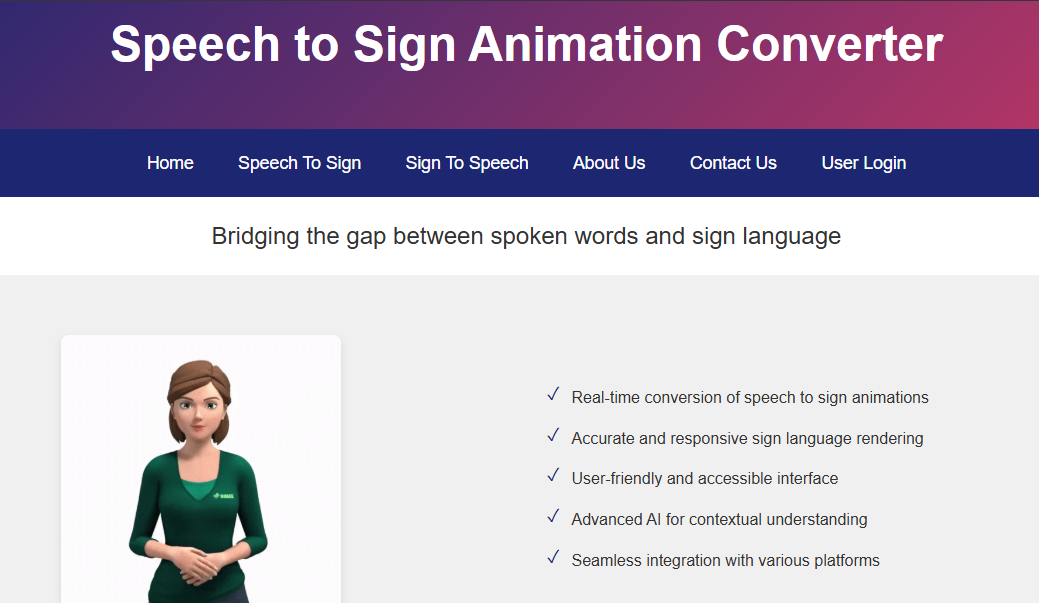 Speech to Sign Animation Converter
Home Speech To Sign Sign To Speech About Us Contact Us User Login
Bridging the gap between spoken words and sign language
✓ Real-time conversion of speech to sign animations
✓ Accurate and responsive sign language rendering
✓ User-friendly and accessible interface
✓ Advanced AI for contextual understanding
✓ Seamless integration with various platforms